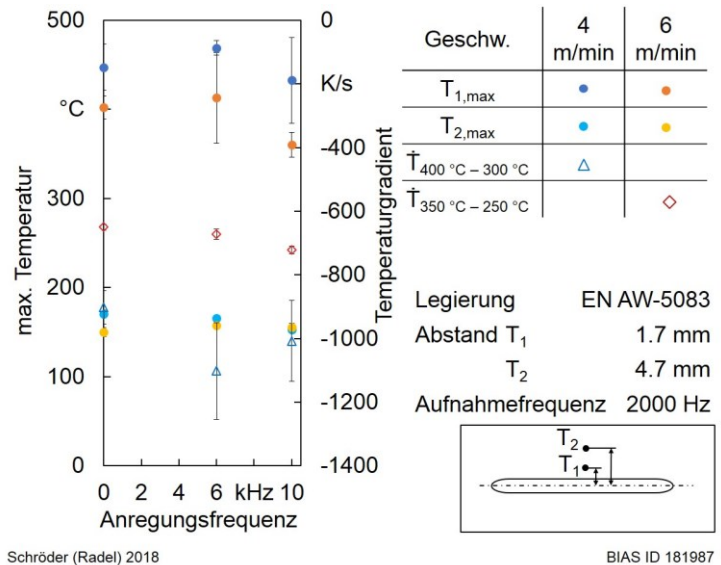 500
°C
300
200
100
0
max. Temperatur
0 2 4 6 kHz 10
Anregungsfrequenz
0
K/s
-400
-600
-800
-1000
-1200
-1400
Temperaturgradient
Geschw. 4 m/min 6 m/min
T1,max
T2,max
Ṫ400 °C – 300 °C
Ṫ350 °C – 250 °C
Legierung EN AW-5083
Abstand T1 1.7 mm
T2 4.7 mm
Aufnahmefrequenz 2000 Hz
T2
T1
Schröder (Radel) 2018
BIAS ID 181987